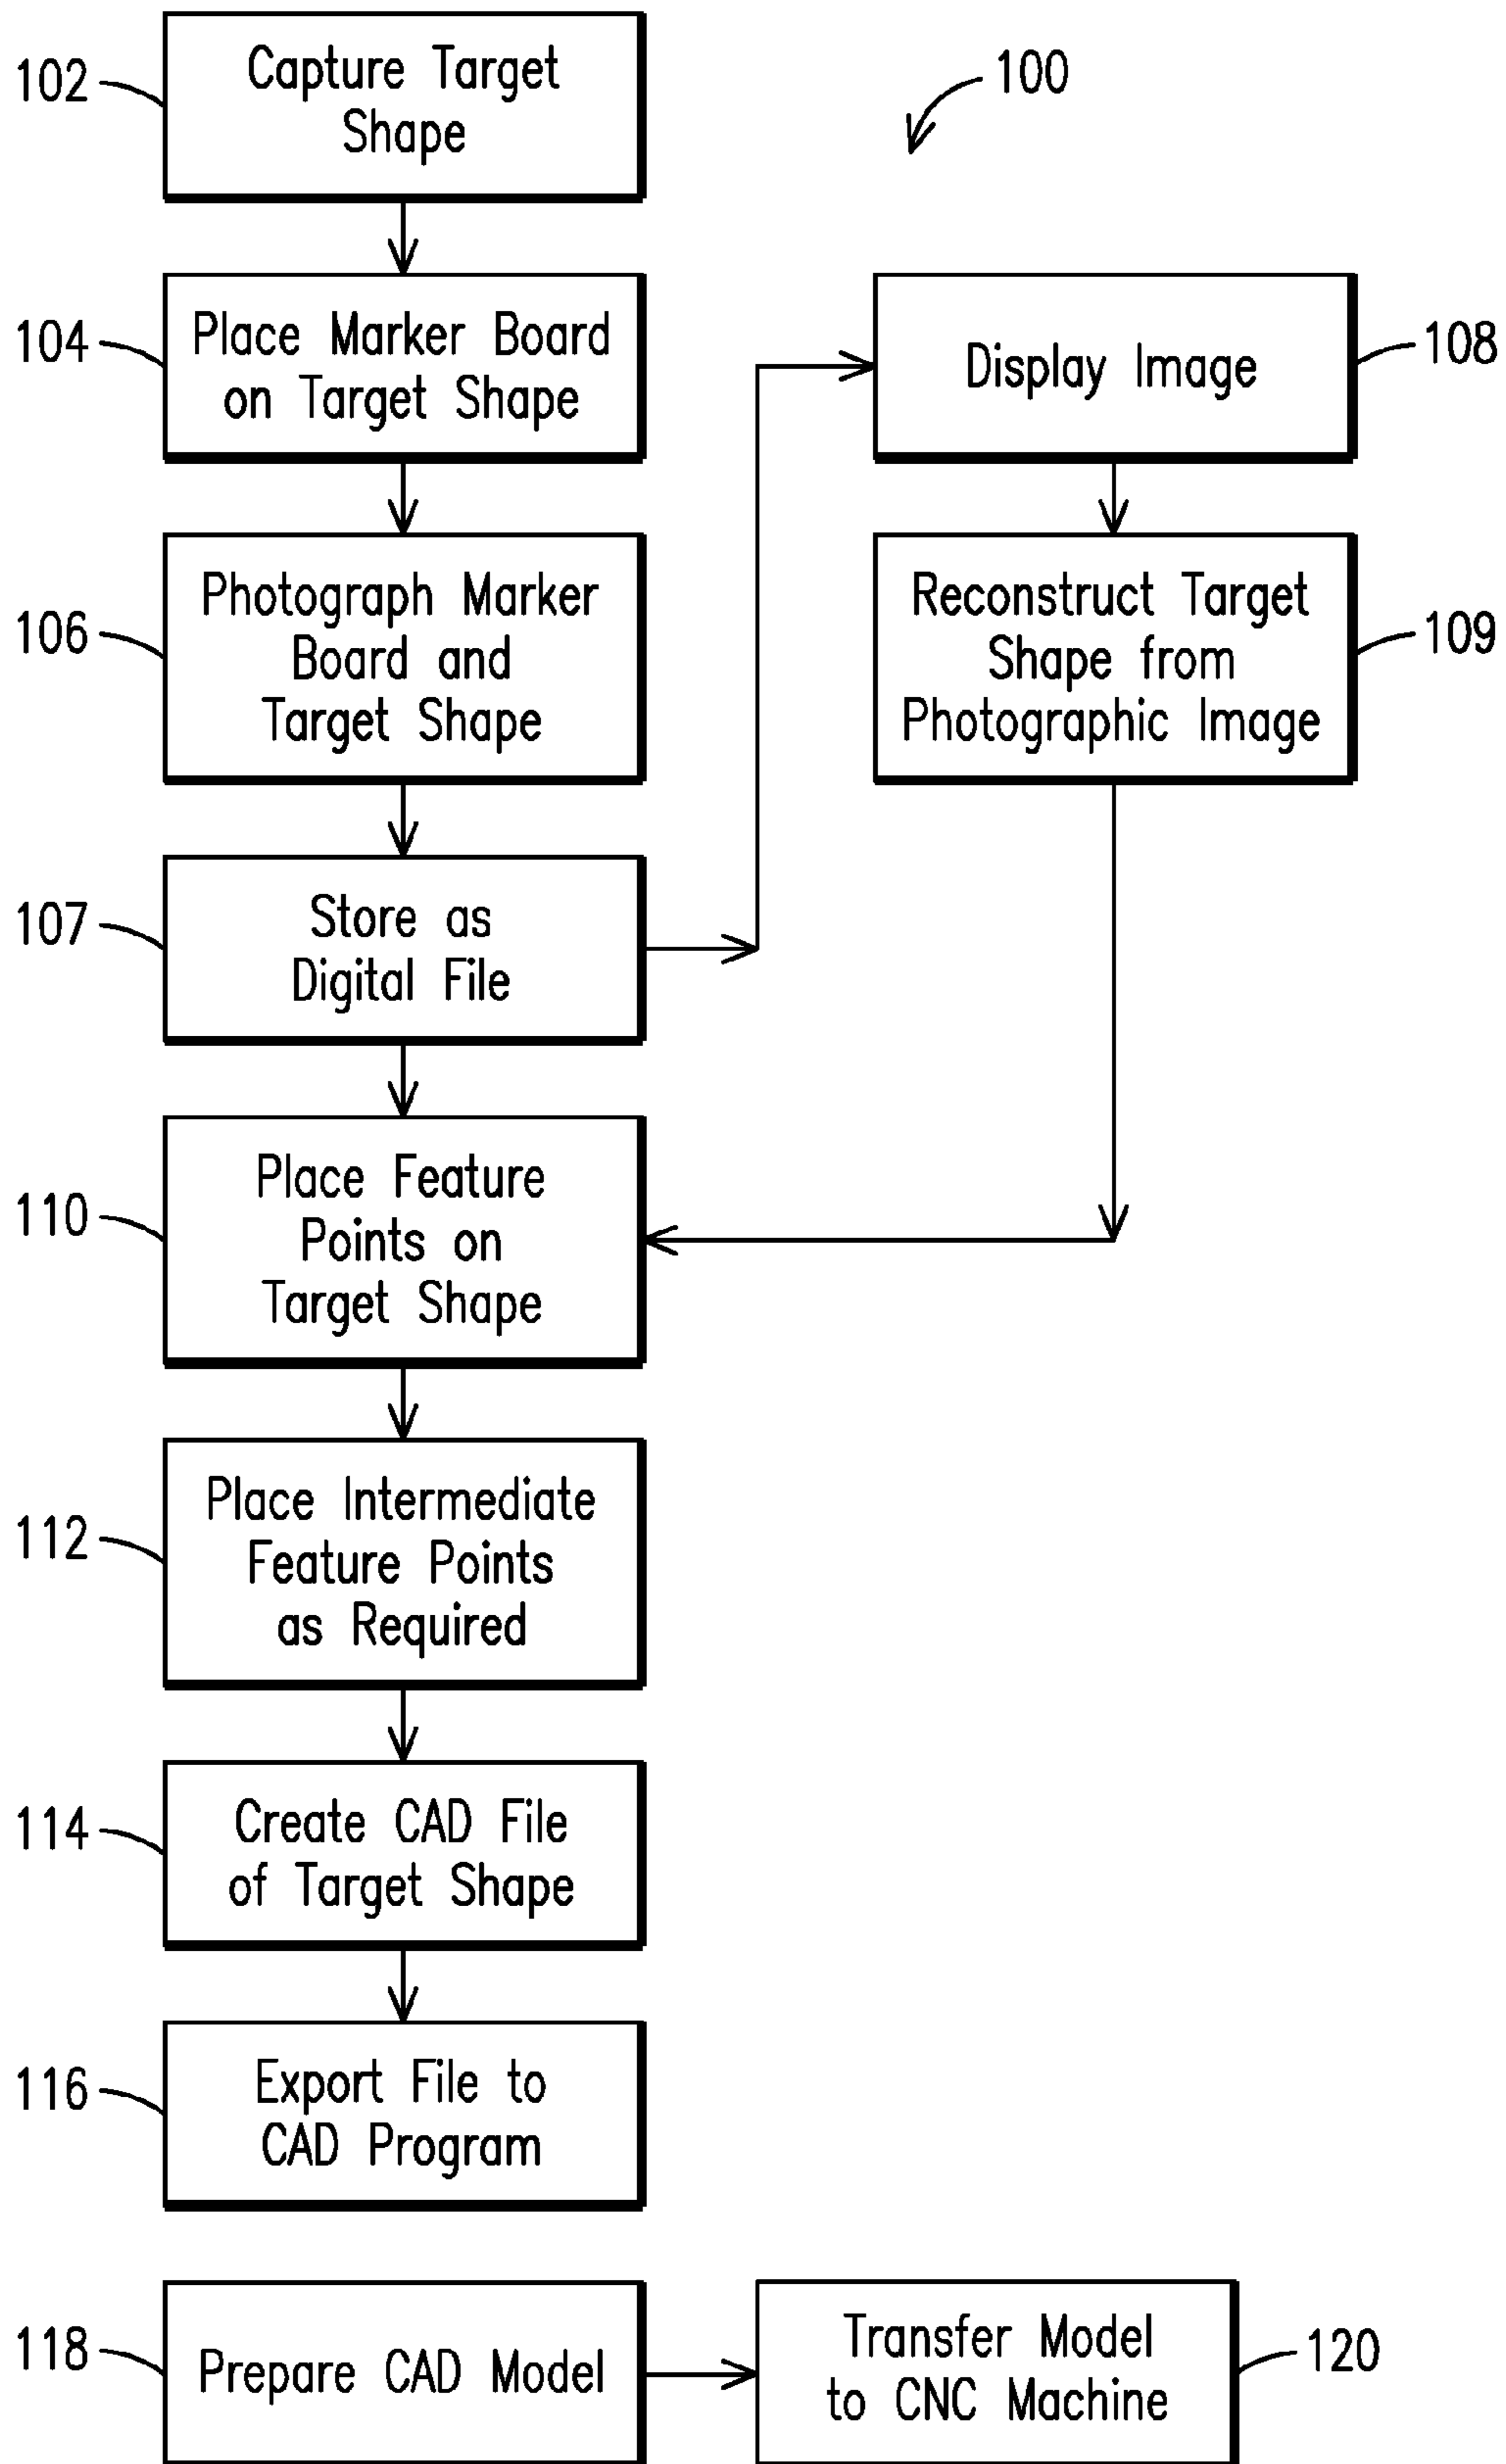 102
Capture Target
Shape
100
104
Place Marker Board
on Target Shape
Display Image
108
106
Photograph Marker
Board and
Target Shape
Reconstruct Target
Shape from
Photographic Image
109
107
Store as
Digital File
110
Place Feature
Points on
Target Shape
112
Place Intermediate
Feature Points
as Required
114
Create CAD File
of Target Shape
116
Export File to
CAD Program
118
Prepare CAD Model
Transfer Model
to CNC Machine
120